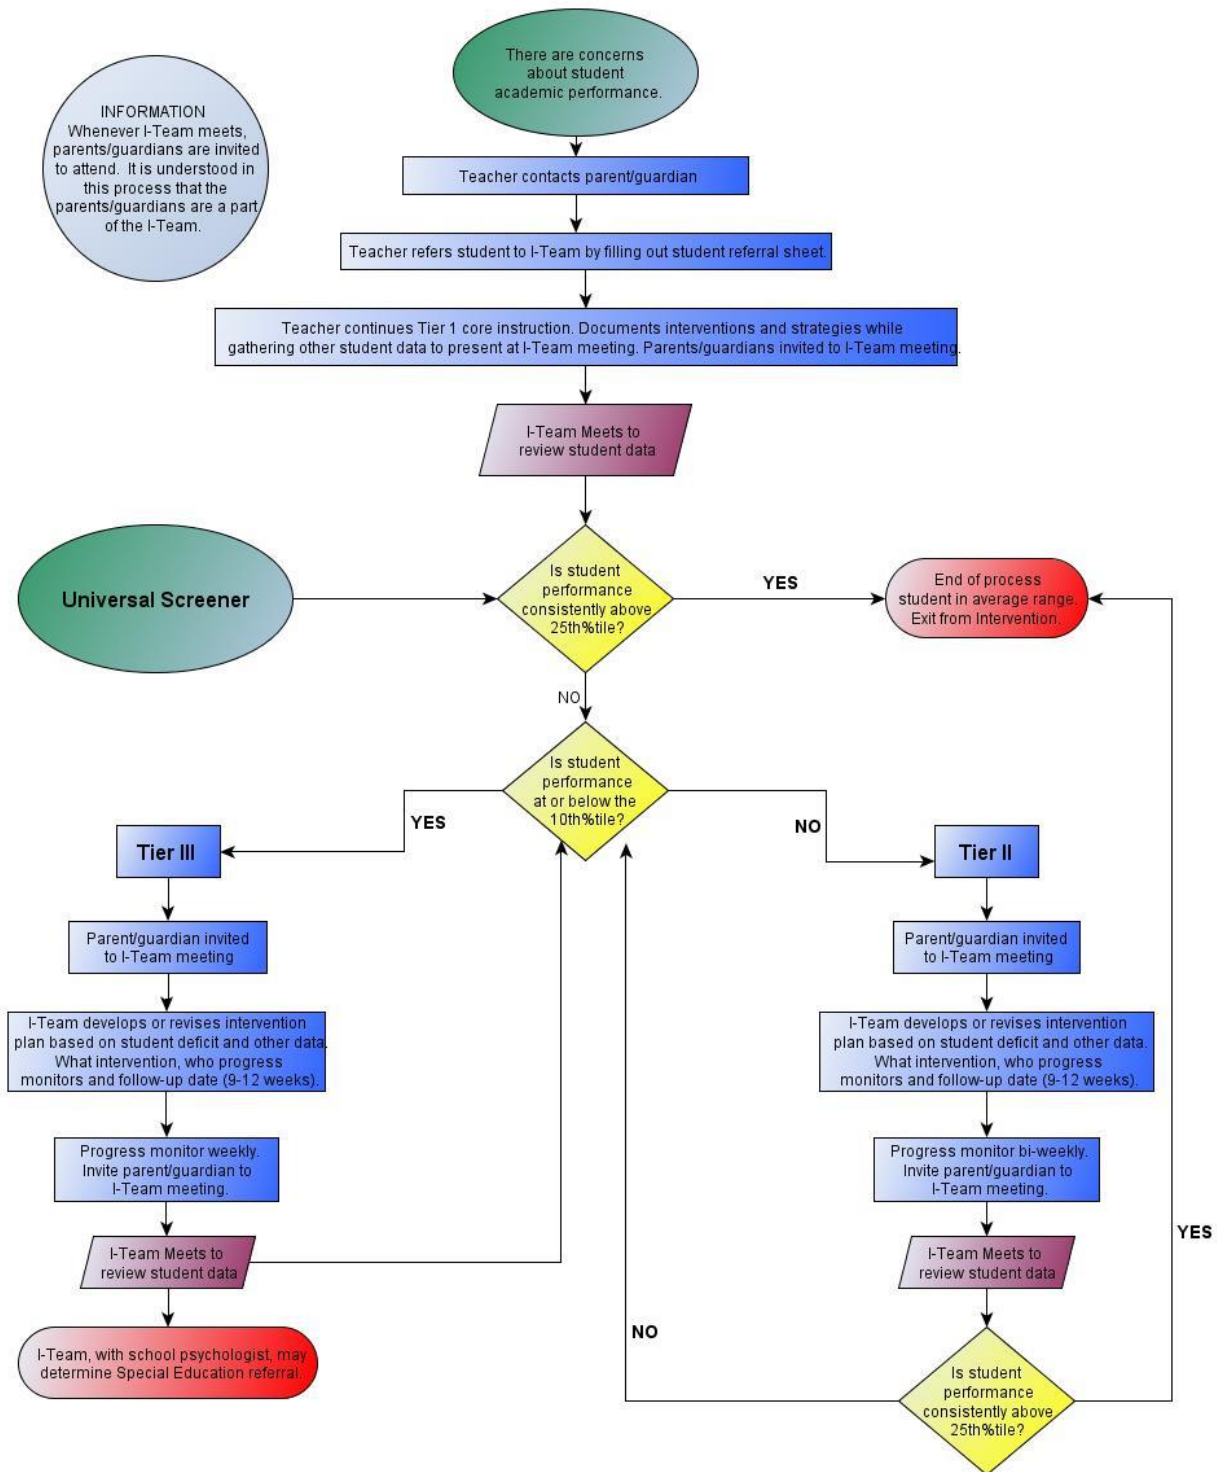 There are concerns
about student
academic performance.
INFORMATION
Whenever I-Team meets,
parents/guardians are invited
to attend. It is understood in
this process that the
parents/guardians are a part
of the I-Team.
Teacher contacts parent/guardian
Teacher refers student to I-Team by filling out student referral sheet.
Teacher continues Tier 1 core instruction. Documents interventions and strategies while
gathering other student data to present at I-Team meeting. Parents/guardians invited to I-Team meeting.
I-Team Meets to
review student data
Universal Screener
Is student
performance
consistently above
25th%tile?
YES
End of process
student in average range.
Exit from Intervention.
NO
Is student
performance
at or below the
10th%tile?
YES
NO
Tier III
Parent/guardian invited
to I-Team meeting
I-Team develops or revises intervention
plan based on student deficit and other data.
What intervention, who progress
monitors and follow-up date (9-12 weeks).
Progress monitor weekly.
Invite parent/guardian to
I-Team meeting.
I-Team Meets to
review student data
I-Team, with school psychologist, may
determine Special Education referral.
Tier II
Parent/guardian invited
to I-Team meeting
I-Team develops or revises intervention
plan based on student deficit and other data.
What intervention, who progress
monitors and follow-up date (9-12 weeks).
Progress monitor bi-weekly.
Invite parent/guardian to
I-Team meeting.
I-Team Meets to
review student data
Is student
performance
consistently above
25th%tile?
NO
YES